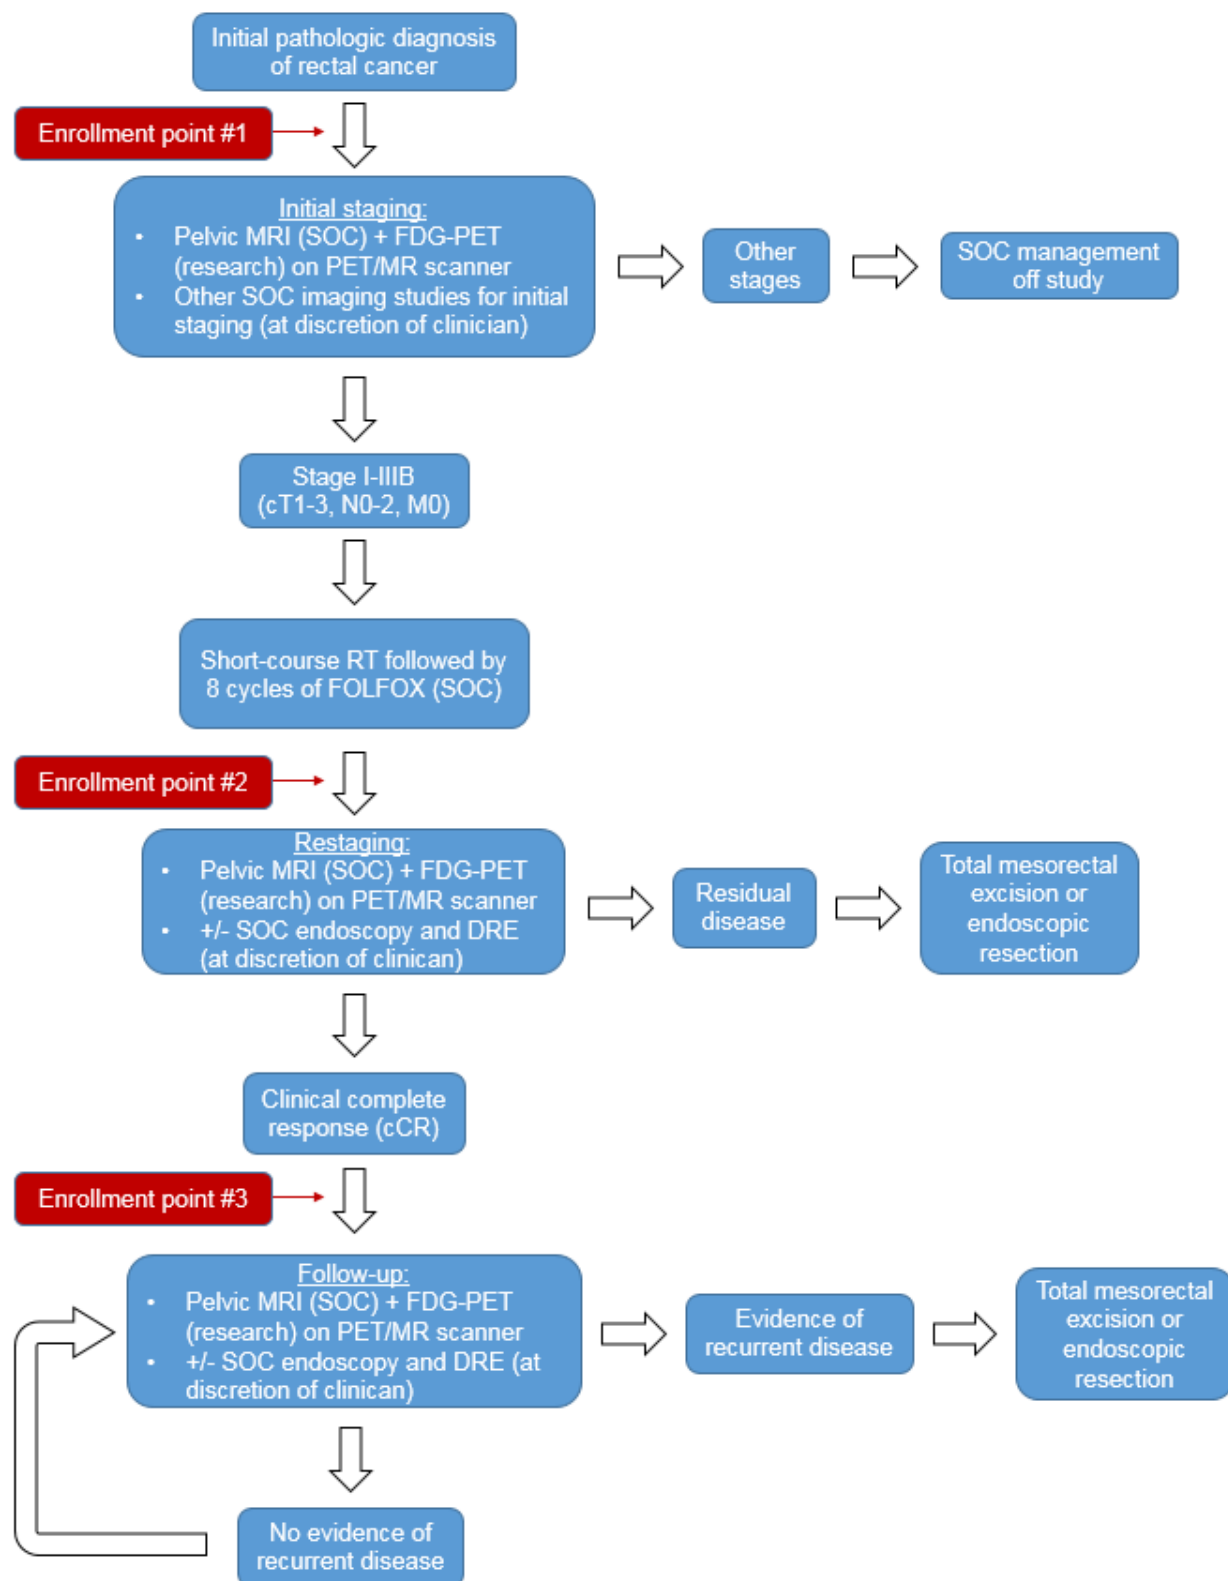 Initial pathologic diagnosis
of rectal cancer
Enrollment point #1
Initial staging:
• Pelvic MRI (SOC) + FDG-PET
(research) on PET/MR scanner
• Other SOC imaging studies for initial
staging (at discretion of clinician)
Other
stages
SOC management
off study
Stage I-IIIB
(cT1-3, N0-2, M0)
Short-course RT followed by
8 cycles of FOLFOX (SOC)
Enrollment point #2
Restaging:
• Pelvic MRI (SOC) + FDG-PET
(research) on PET/MR scanner
• +/- SOC endoscopy and DRE
(at discretion of clinican)
Residual
disease
Total mesorectal
excision or
endoscopic
resection
Clinical complete
response (cCR)
Enrollment point #3
Follow-up:
• Pelvic MRI (SOC) + FDG-PET
(research) on PET/MR scanner
• +/- SOC endoscopy and DRE (at
discretion of clinican)
Evidence of
recurrent disease
Total mesorectal
excision or
endoscopic
resection
No evidence of
recurrent disease